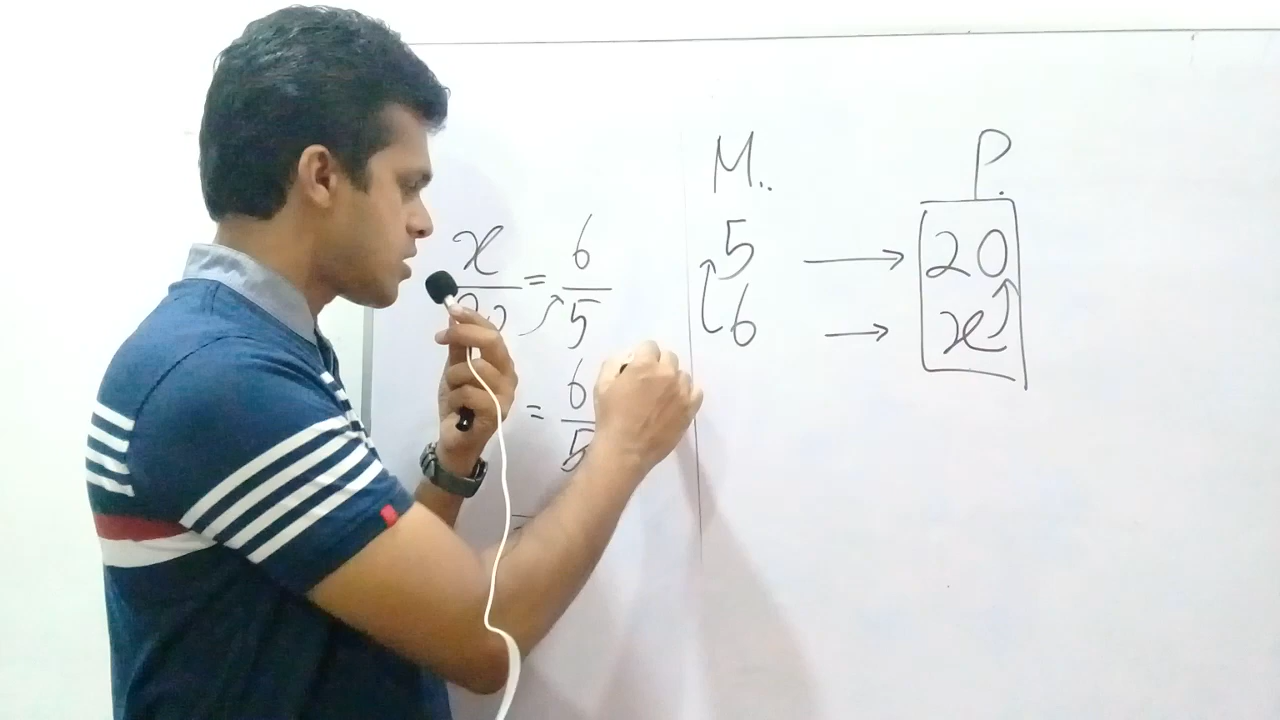 x/20 = 6/5
= 6/5
M.. P.
5 → 20
6 → x